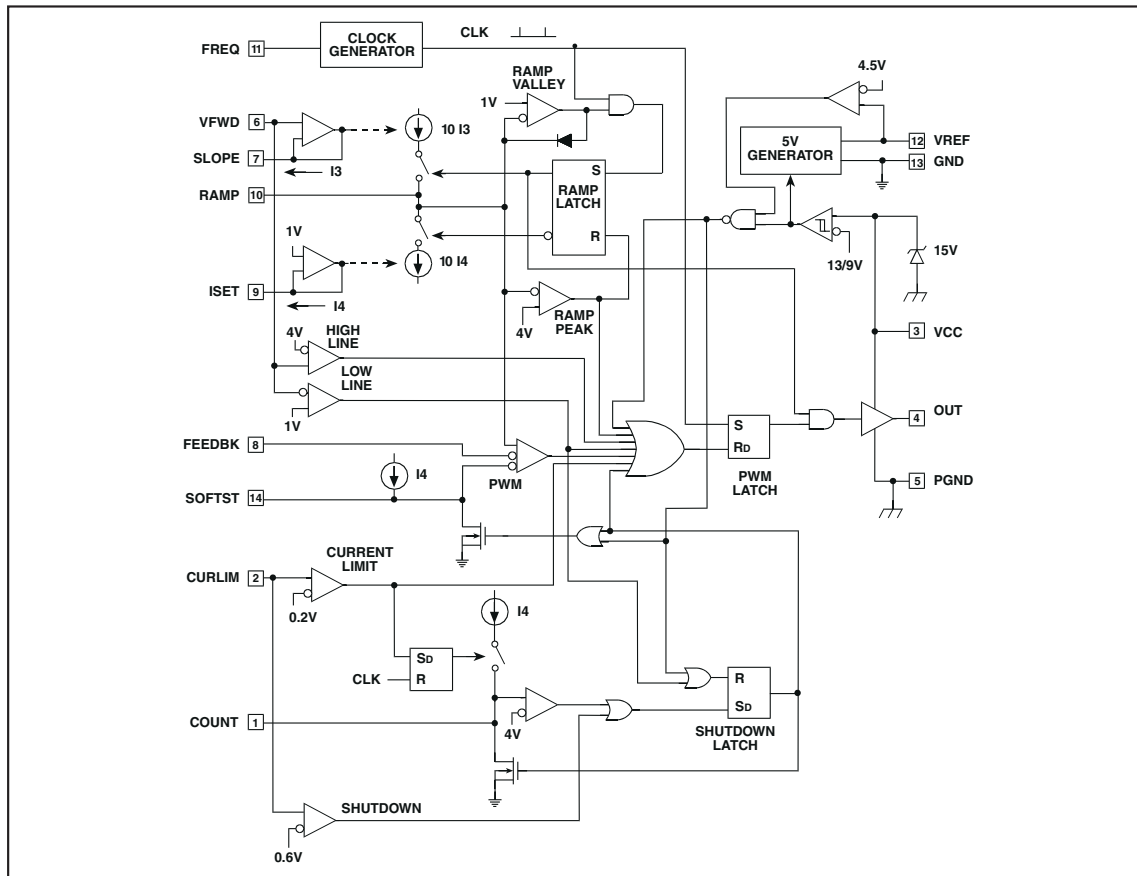 FREQ 11
CLOCK
GENERATOR
CLK
RAMP
VALLEY
1V
4.5V
VFWD 6
10 I3
SLOPE 7
I3
RAMP 10
S
RAMP
LATCH
R
5V
GENERATOR
12 VREF
13 GND
1V
ISET 9
I4
10 I4
13/9V
15V
RAMP
PEAK
4V
3 VCC
4V
HIGH
LINE
LOW
LINE
1V
FEEDBK 8
PWM
S
RD
PWM
LATCH
4 OUT
5 PGND
I4
SOFTST 14
CURRENT
LIMIT
CURLIM 2
0.2V
I4
SD
R
CLK
COUNT 1
4V
R
SD
SHUTDOWN
LATCH
SHUTDOWN
0.6V